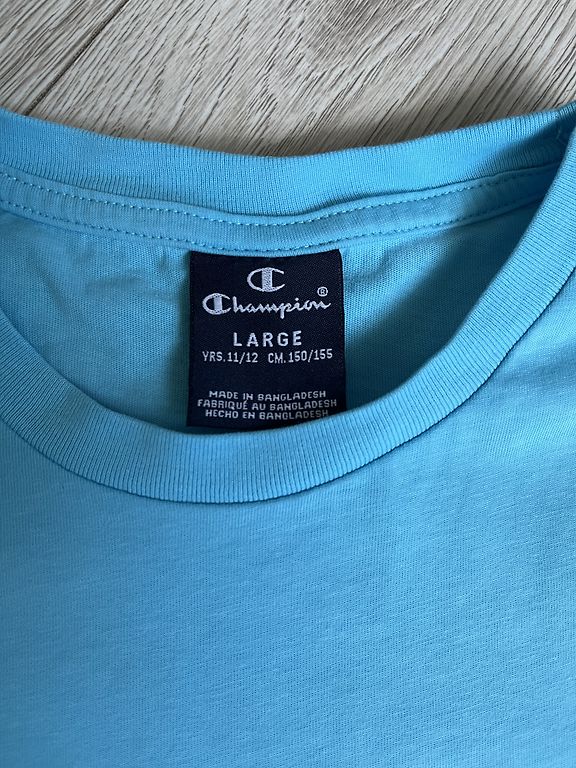 Champion®
LARGE
YRS.11/12 CM.150/155
MADE IN BANGLADESH
FABRIQUÉ AU BANGLADESH
HECHO EN BANGLADESH